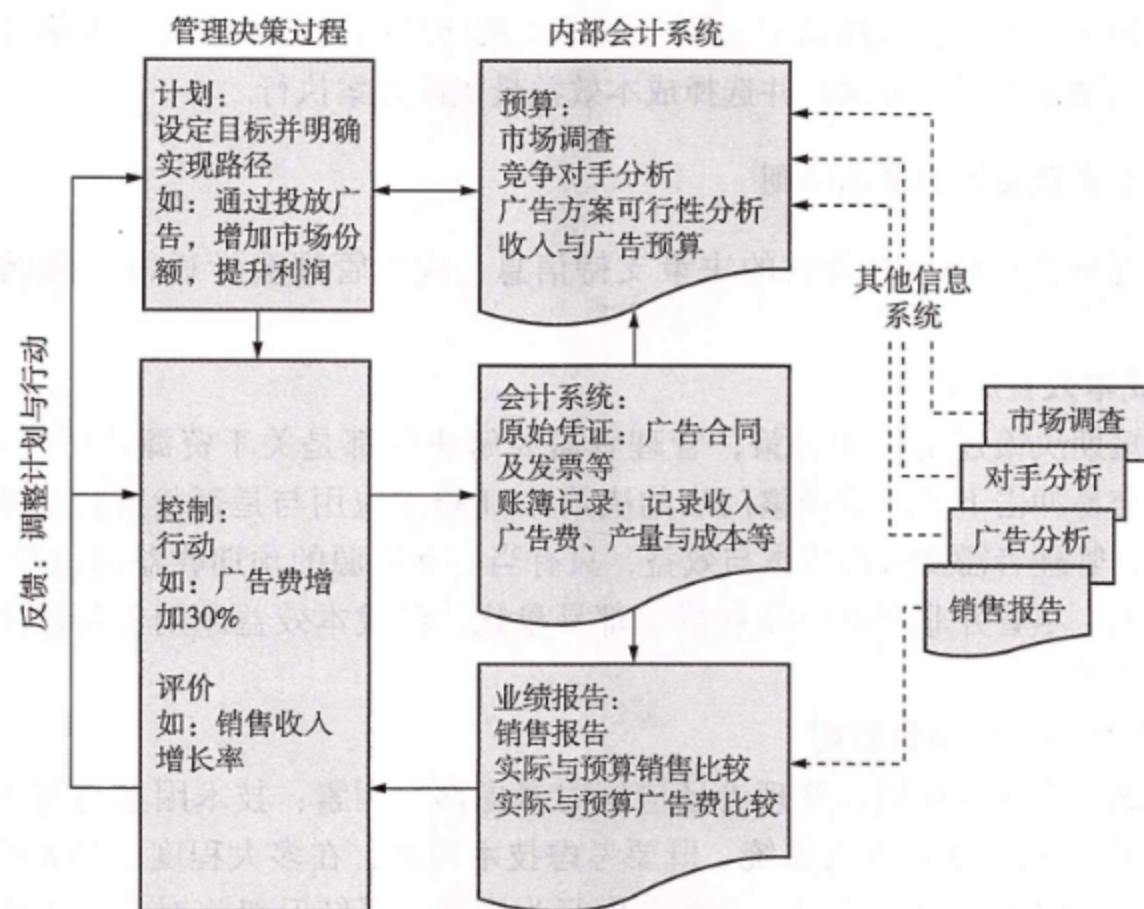 管理决策过程
内部会计系统
计划：
设定目标并明确
实现路径
如：通过投放广
告，增加市场份
额，提升利润
预算：
市场调查
竞争对手分析
广告方案可行性分析
收入与广告预算
其他信息
系统
反馈：调整计划与行动
控制：
行动
如：广告费增
加30%
评价
如：销售收入
增长率
会计系统：
原始凭证：广告合同
及发票等
账簿记录：记录收入、
广告费、产量与成本等
业绩报告：
销售报告
实际与预算销售比较
实际与预算广告费比较
市场调查
对手分析
广告分析
销售报告